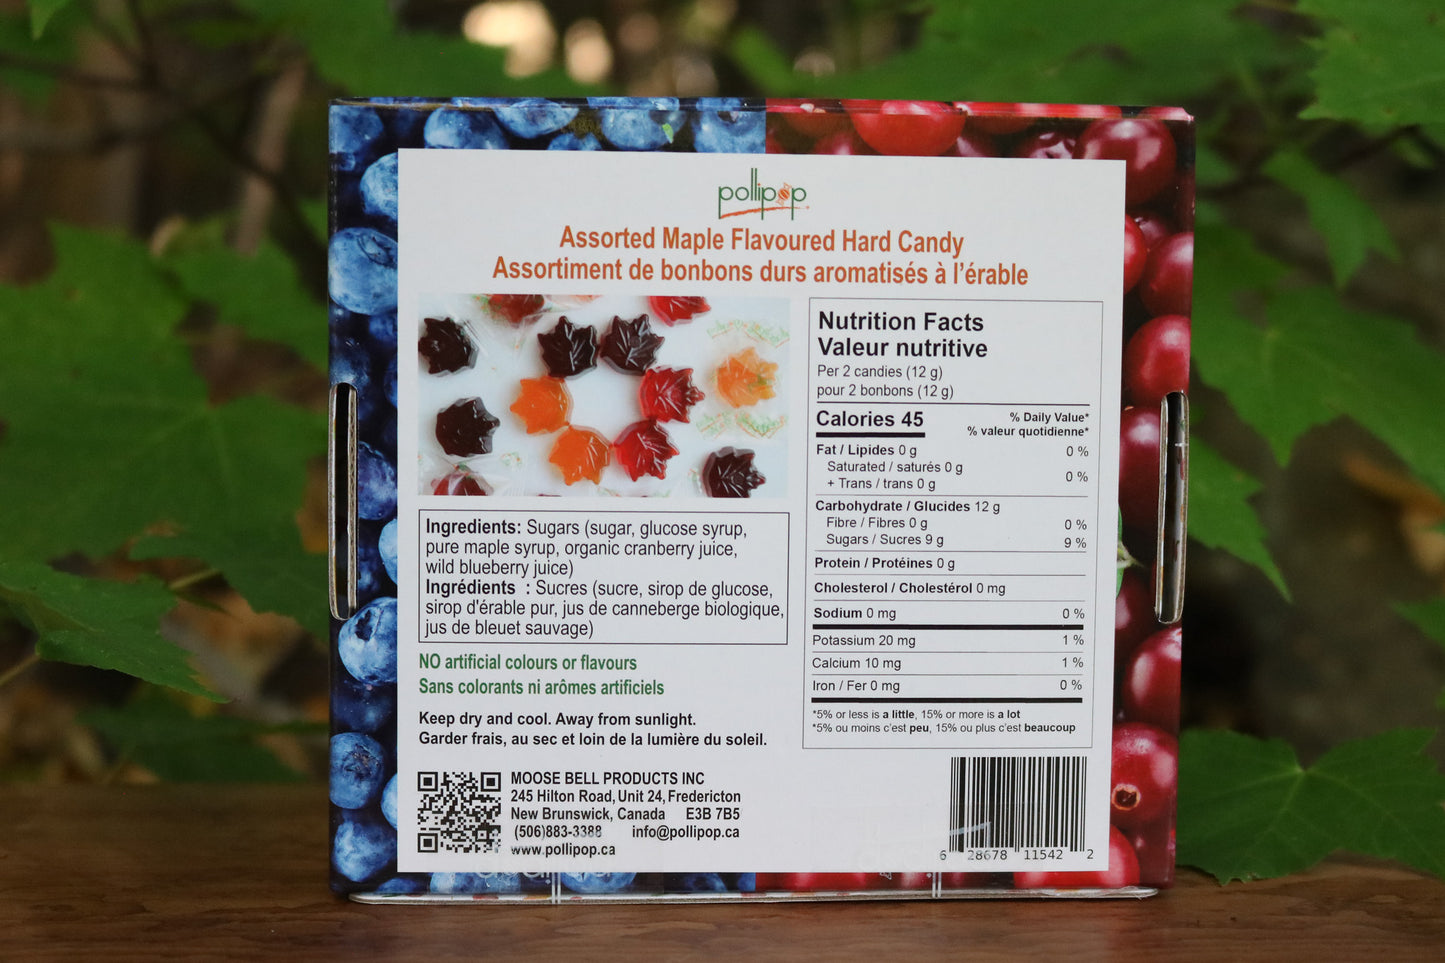 pollipop
Assorted Maple Flavoured Hard Candy
Assortiment de bonbons durs aromatisés à l'érable
Nutrition Facts
Valeur nutritive
Per 2 candies (12 g)
pour 2 bonbons (12 g)
Calories 45
% Daily Value*
% valeur quotidienne*
Fat / Lipides 0 g 0 %
Saturated / saturés 0 g
+ Trans / trans 0 g 0 %
Carbohydrate / Glucides 12 g
Fibre / Fibres 0 g 0 %
Sugars / Sucres 9 g 9 %
Protein / Protéines 0 g
Cholesterol / Cholestérol 0 mg
Sodium 0 mg 0 %
Potassium 20 mg 1 %
Calcium 10 mg 1 %
Iron / Fer 0 mg 0 %
*5% or less is a little, 15% or more is a lot
*5% ou moins c'est peu, 15% ou plus c'est beaucoup
Ingredients: Sugars (sugar, glucose syrup,
pure maple syrup, organic cranberry juice,
wild blueberry juice)
Ingrédients : Sucres (sucre, sirop de glucose,
sirop d'érable pur, jus de canneberge biologique,
jus de bleuet sauvage)
NO artificial colours or flavours
Sans colorants ni arômes artificiels
Keep dry and cool. Away from sunlight.
Garder frais, au sec et loin de la lumière du soleil.
MOOSE BELL PRODUCTS INC
245 Hilton Road, Unit 24, Fredericton
New Brunswick, Canada E3B 7B5
(506)883-3388 info@pollipop.ca
www.pollipop.ca
6 28678 11542 2